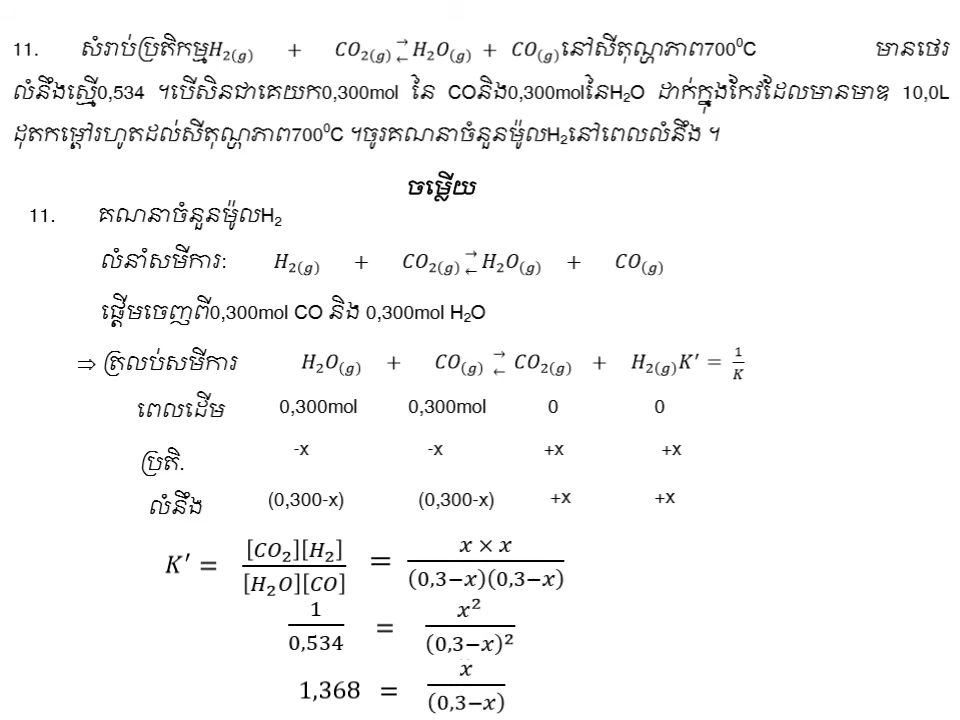 11. សំរាប់ប្រតិកម្មH₂₍g₎ + CO₂₍g₎ ⇄ H₂O₍g₎ + CO₍g₎នៅសីតុណ្ហភាព700⁰C មានថេរ
លំនឹងស្មើ0,534 ។បើសិនជាគេយក0,300mol នៃ COនិង0,300molនៃH₂O ដាក់ក្នុងកែវដែលមានមាឌ 10,0L
ដុតកម្ដៅរហូតដល់សីតុណ្ហភាព700⁰C ។ចូរគណនាចំនួនម៉ូលH₂នៅពេលលំនឹង ។
ចម្លើយ
11. គណនាចំនួនម៉ូលH₂
លំនាំសមីការ: H₂₍g₎ + CO₂₍g₎ ⇄ H₂O₍g₎ + CO₍g₎
ផ្ដើមចេញពី0,300mol CO និង 0,300mol H₂O
⇒ ត្រលប់សមីការ H₂O₍g₎ + CO₍g₎ ⇄ CO₂₍g₎ + H₂₍g₎K′ = 1/K
ពេលដើម 0,300mol 0,300mol 0 0
ប្រតិ. -x -x +x +x
លំនឹង (0,300-x) (0,300-x) +x +x
K′ = [CO₂][H₂]/[H₂O][CO] = x × x/(0,3−x)(0,3−x)
1/0,534 = x²/(0,3−x)²
1,368 = x/(0,3−x)